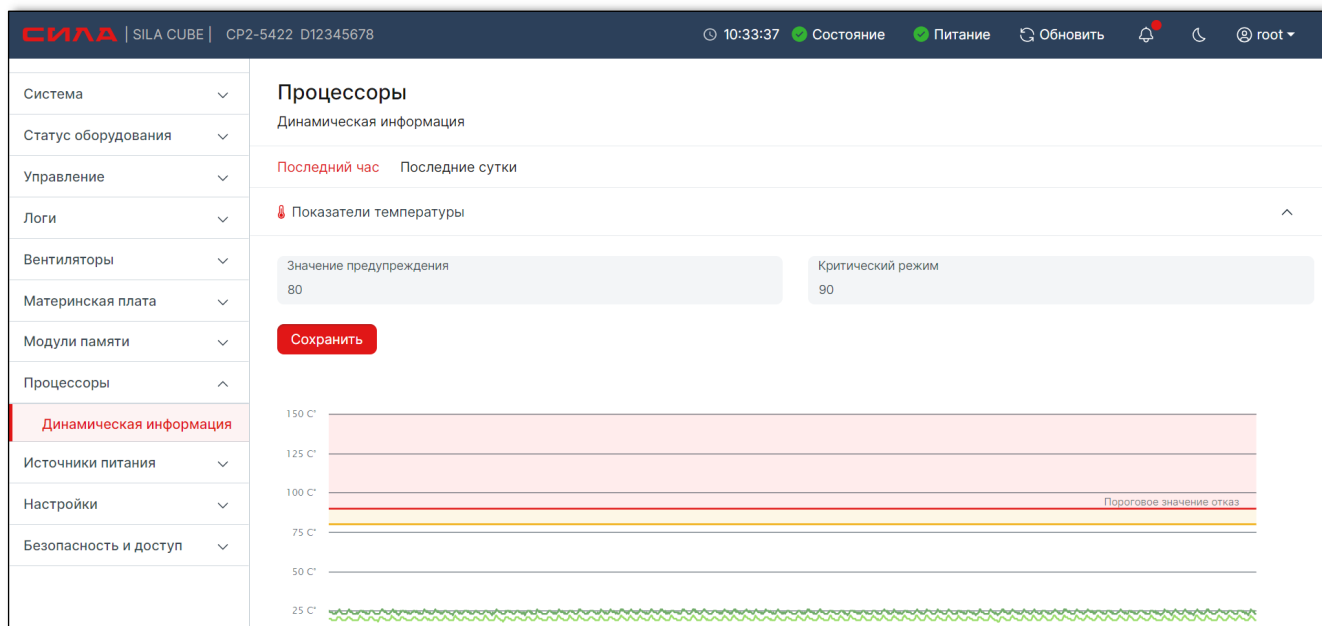 СИЛА | SILA CUBE | CP2-5422 D12345678 10:33:37 Состояние Питание Обновить root
Система
Статус оборудования
Управление
Логи
Вентиляторы
Материнская плата
Модули памяти
Процессоры
Динамическая информация
Источники питания
Настройки
Безопасность и доступ
Процессоры
Динамическая информация
Последний час Последние сутки
Показатели температуры
Значение предупреждения
80
Критический режим
90
Сохранить
150 C°
125 C°
100 C°
Пороговое значение отказ
75 C°
50 C°
25 C°